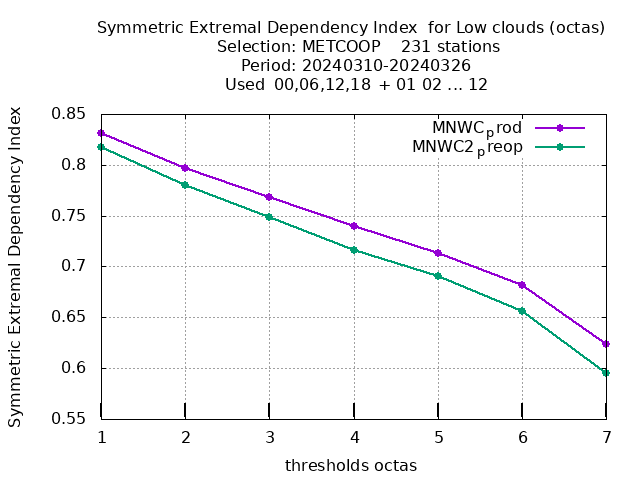 Symmetric Extremal Dependency Index  for Low clouds (octas)
Selection: METCOOP    231 stations
Period: 20240310-20240326
Used  00,06,12,18 + 01 02 ... 12
MNWCprod
MNWC2preop
Symmetric Extremal Dependency Index
0.85
0.8
0.75
0.7
0.65
0.6
0.55
1 2 3 4 5 6 7
thresholds octas